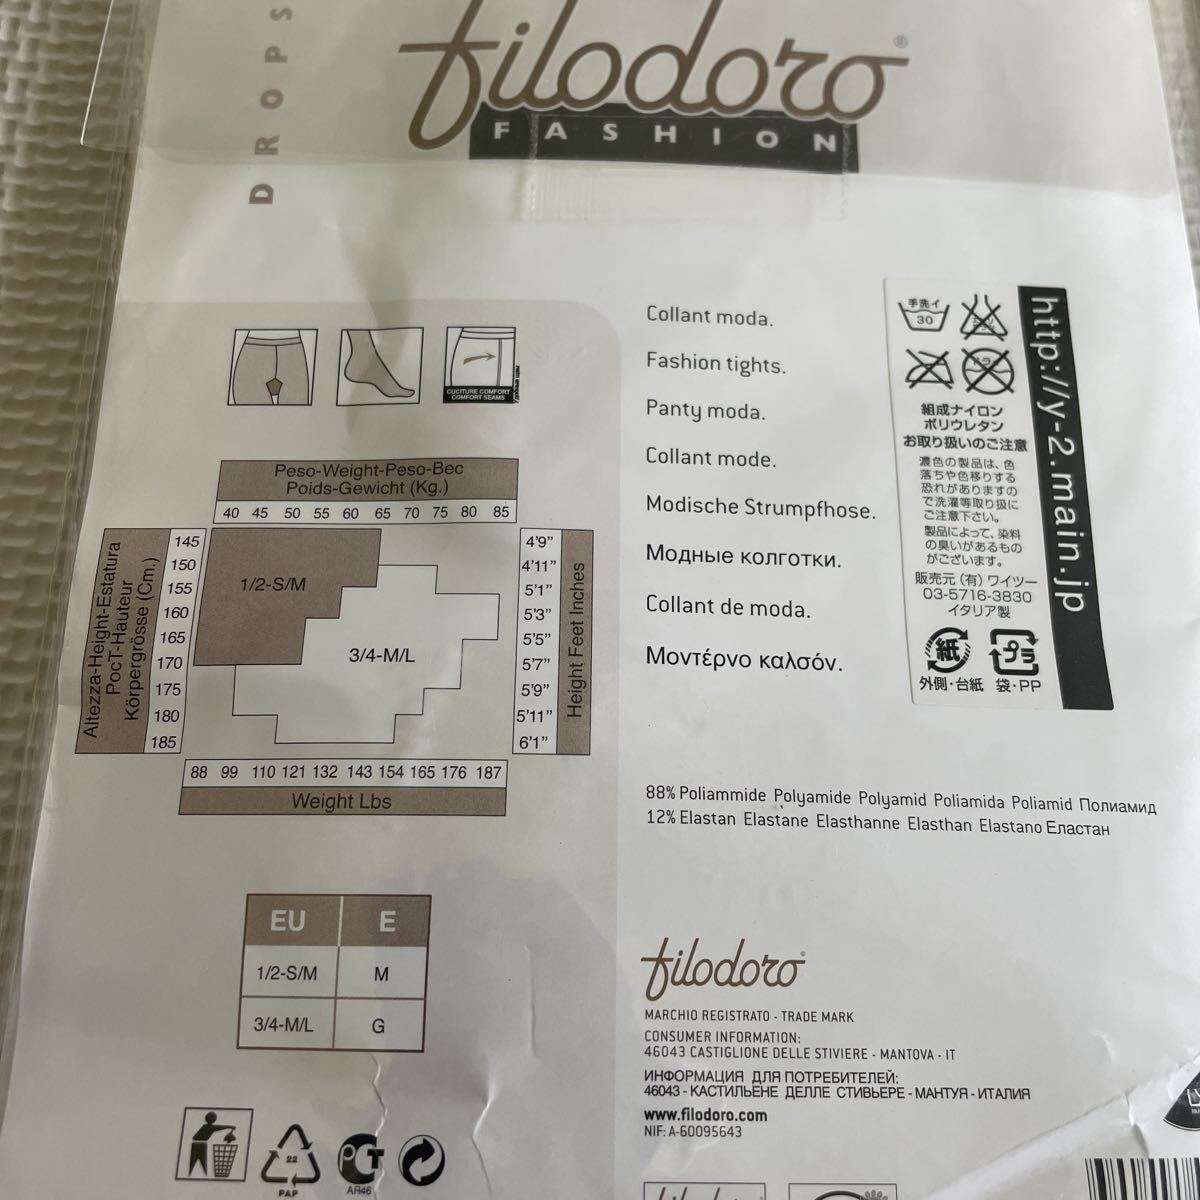 DROPS
filodoro®
FASHION
CUCITURE COMFORT
COMFORT SEAMS
Peso-Weight-Peso-Bec
Poids-Gewicht (Kg.)
40 45 50 55 60 65 70 75 80 85
Altezza-Height-Estatura
PocT-Hauteur
Körpergrösse (Cm.)
145
150
155
160
165
170
175
180
185
1/2-S/M
3/4-M/L
4'9"
4'11"
5'1"
5'3"
5'5"
5'7"
5'9"
5'11"
6'1"
Height Feet Inches
88 99 110 121 132 143 154 165 176 187
Weight Lbs
EU E
1/2-S/M M
3/4-M/L G
22
PAP
AR46
Collant moda.
Fashion tights.
Panty moda.
Collant mode.
Modische Strumpfhose.
Модные колготки.
Collant de moda.
Μοντέρνο καλσόν.
手洗イ
30
組成ナイロン
ポリウレタン
お取り扱いのご注意
濃色の製品は、色
落ちや色移りする
恐れがありますの
で洗濯等取り扱に
ご注意下さい。
製品によって、染料
の臭いがあるもの
がございます。
販売元(有)ワイツー
03-5716-3830
イタリア製
紙
プラ
外側・台紙 袋・PP
http://y-2.main.jp
88% Poliammide Polyamide Polyamid Poliamida Poliamid Полиамид
12% Elastan Elastane Elasthanne Elasthan Elastano Еластан
filodoro®
MARCHIO REGISTRATO - TRADE MARK
CONSUMER INFORMATION:
46043 CASTIGLIONE DELLE STIVIERE - MANTOVA - IT
ИНФОРМАЦИЯ ДЛЯ ПОТРЕБИТЕЛЕЙ:
46043 - КАСТИЛЬЕНЕ ДЕЛЛЕ СТИВЬЕРЕ - МАНТУЯ - ИТАЛИЯ
www.filodoro.com
NIF: A-60095643